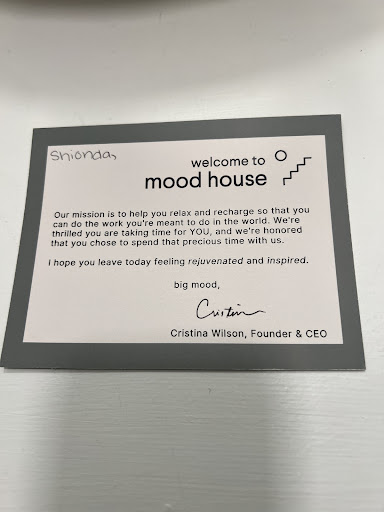 Shionda,
welcome to
mood house
Our mission is to help you relax and recharge so that you
can do the work you're meant to do in the world. We're
thrilled you are taking time for YOU, and we're honored
that you chose to spend that precious time with us.
I hope you leave today feeling rejuvenated and inspired.
big mood,
Cristina
Cristina Wilson, Founder & CEO